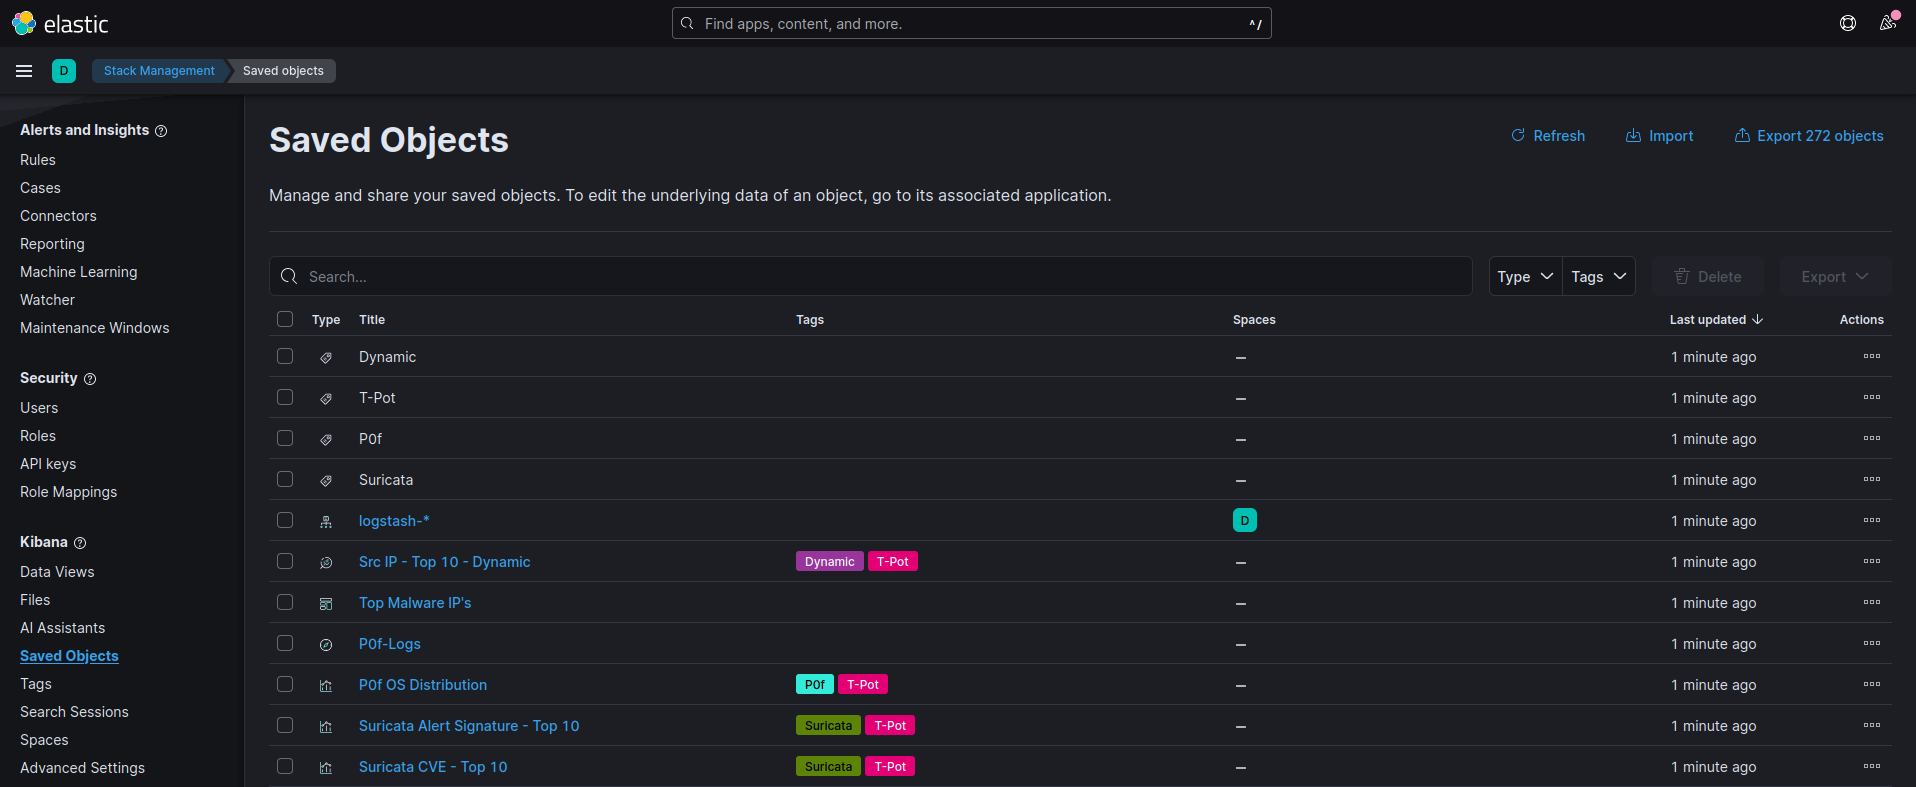 elastic
Find apps, content, and more.
^/
D
Stack Management
Saved objects
Alerts and Insights
Rules
Cases
Connectors
Reporting
Machine Learning
Watcher
Maintenance Windows
Security
Users
Roles
API keys
Role Mappings
Kibana
Data Views
Files
AI Assistants
Saved Objects
Tags
Search Sessions
Spaces
Advanced Settings
Saved Objects
Refresh
Import
Export 272 objects
Manage and share your saved objects. To edit the underlying data of an object, go to its associated application.
Search...
Type
Tags
Delete
Export
Type Title Tags Spaces Last updated Actions
Dynamic – 1 minute ago
T-Pot – 1 minute ago
P0f – 1 minute ago
Suricata – 1 minute ago
logstash-* D 1 minute ago
Src IP - Top 10 - Dynamic Dynamic T-Pot – 1 minute ago
Top Malware IP's – 1 minute ago
P0f-Logs – 1 minute ago
P0f OS Distribution P0f T-Pot – 1 minute ago
Suricata Alert Signature - Top 10 Suricata T-Pot – 1 minute ago
Suricata CVE - Top 10 Suricata T-Pot – 1 minute ago